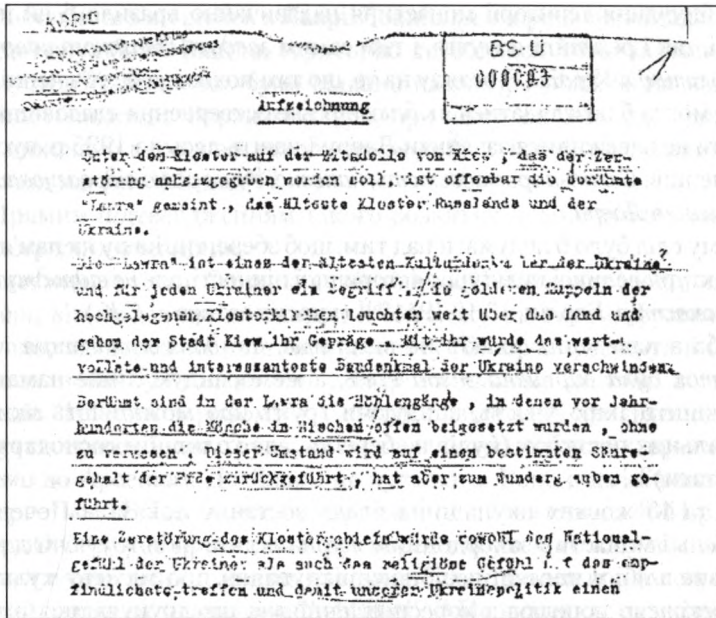 BSU
000083
Aufzeichnung
Unter dem Kloster auf der Zitadelle von Kiew, das der Zer-
störung anheimgegeben werden soll, ist offenbar die berühmte
"Lawra" gemeint, das älteste Kloster Russlands und der
Ukraine.
Die Lawra ist eines der ältesten Kulturdenkmäler der Ukraine
und für jeden Ukrainer ein Begriff. Die goldenen Kuppeln der
hochgelegenen Klosterkirchen leuchten weit über das Land und
geben der Stadt Kiew ihr Gepräge. Mit ihr würde das wert-
vollste und interessanteste Baudenkmal der Ukraine verschwinden.
Berühmt sind in der Lawra die Höhlengänge, in denen vor Jahr-
hunderten die Mönche in Nischen offen beigesetzt wurden, ohne
zu verwesen. Dieser Umstand wird auf einen bestimmten Säure-
gehalt der Erde zurückgeführt, hat aber zum Wunderglauben ge-
führt.
Eine Zerstörung des Klostergebiets würde sowohl das National-
gefühl der Ukrainer als auch das religiöse Gefühl auf das emp-
findlichste treffen und damit unserer Ukrainepolitik einen